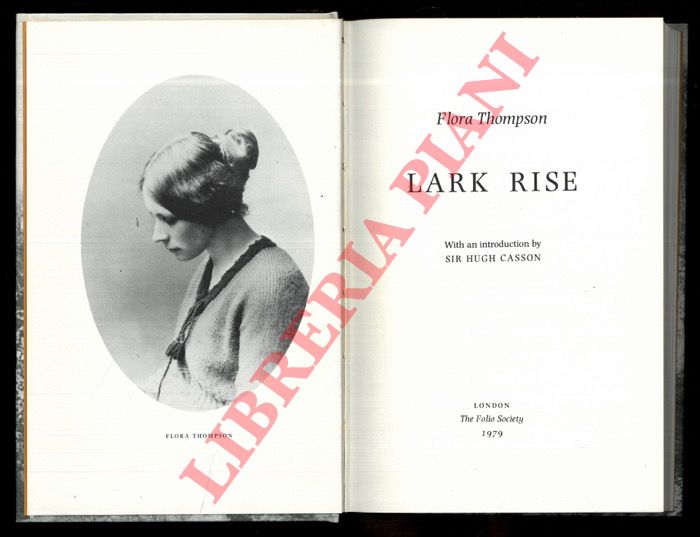 FLORA THOMPSON
Flora Thompson
LARK RISE
With an introduction by
SIR HUGH CASSON
LONDON
The Folio Society
1979
LIBRERIA PIANI